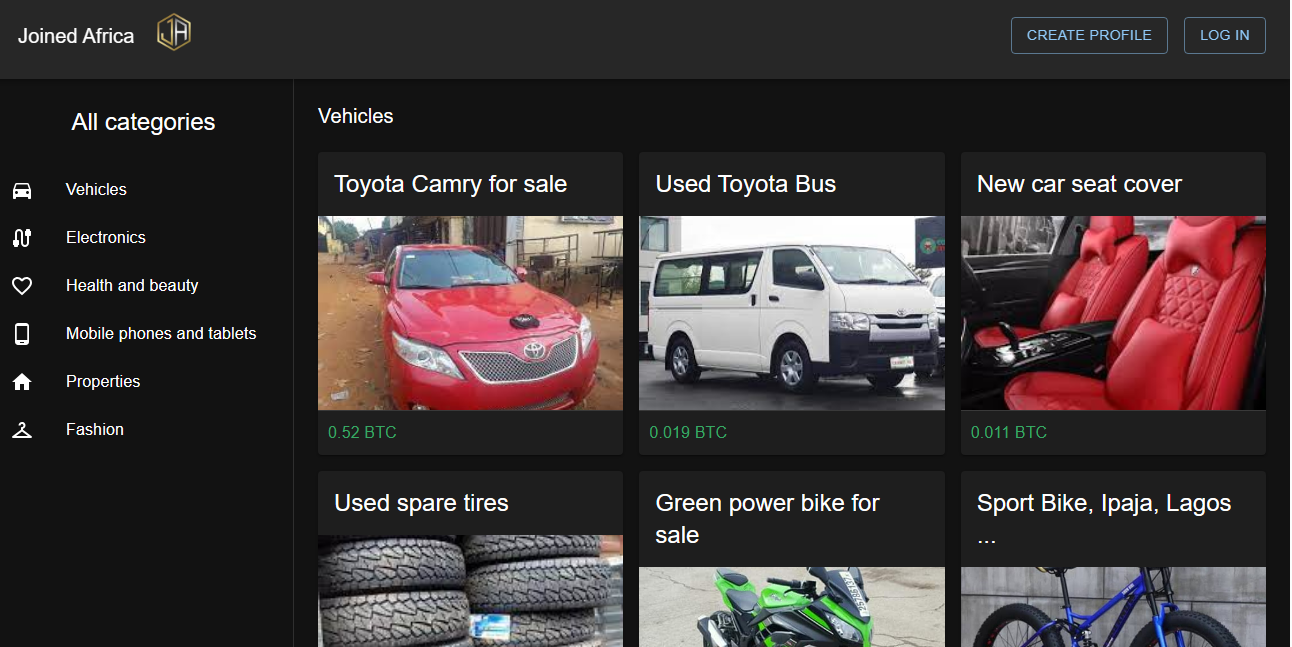 Joined Africa
JA
CREATE PROFILE
LOG IN
All categories
Vehicles
Electronics
Health and beauty
Mobile phones and tablets
Properties
Fashion
Vehicles
Toyota Camry for sale
0.52 BTC
Used Toyota Bus
0.019 BTC
New car seat cover
0.011 BTC
Used spare tires
Green power bike for
sale
Sport Bike, Ipaja, Lagos
...